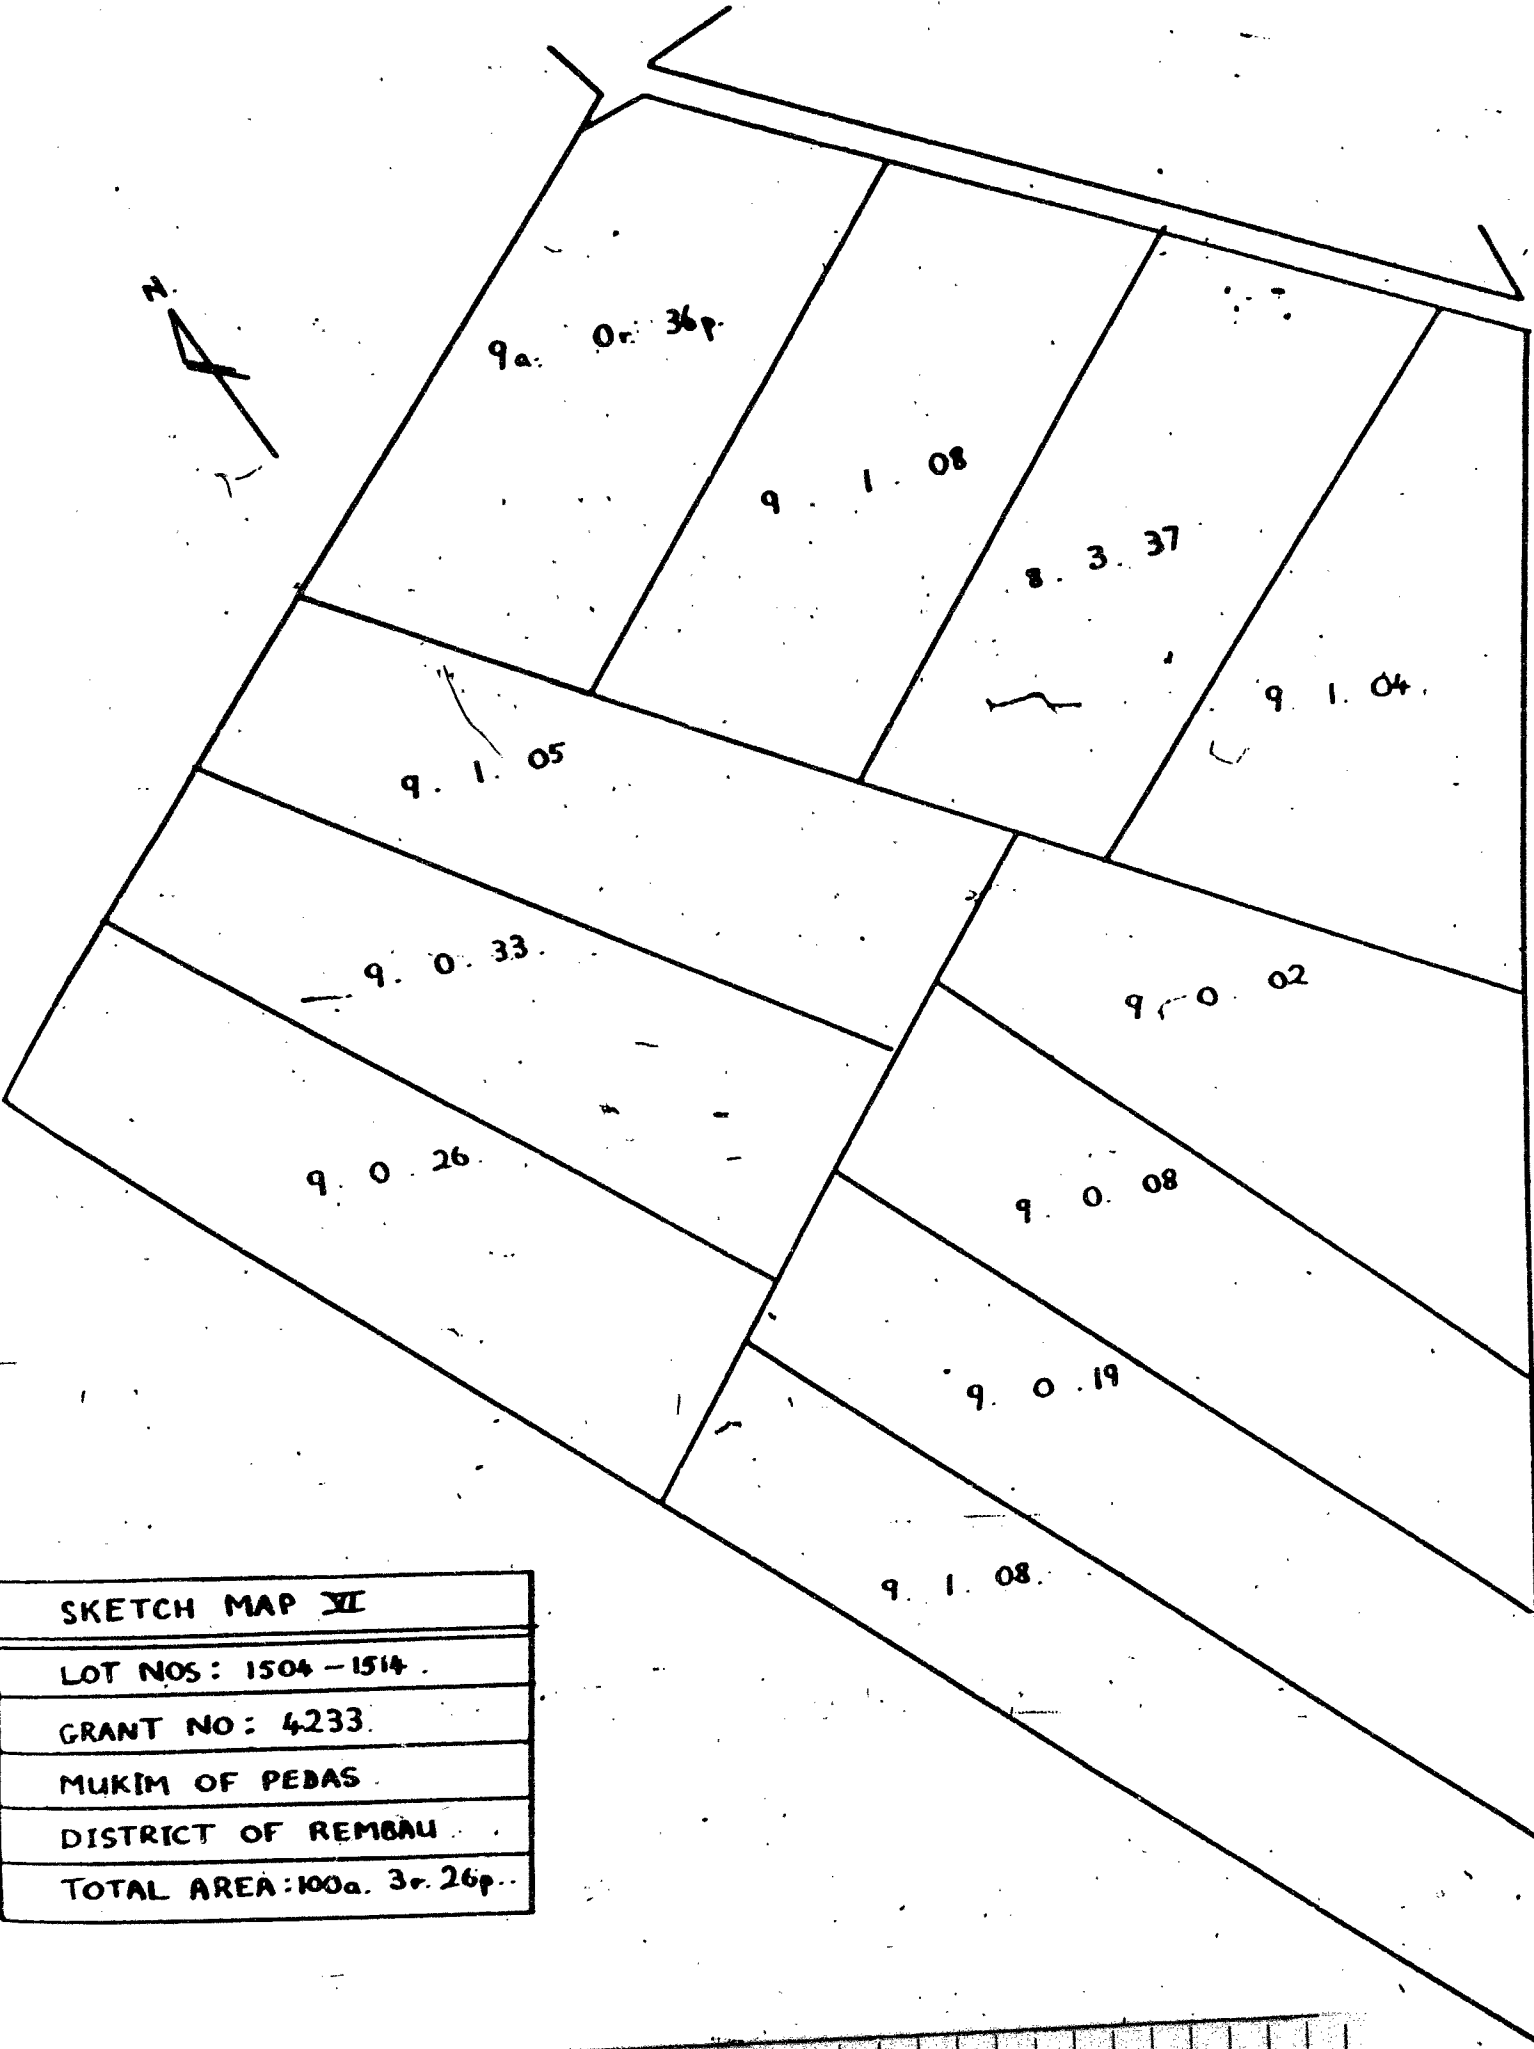 N.
9a. 0r. 36p.
9. 1. 08
8. 3. 37
9. 1. 04.
9. 1. 05
9. 0. 33.
9. 0. 02
9. 0. 26.
9. 0. 08
9. 0. 19
9. 1. 08.
SKETCH MAP VI
LOT NOS: 1504 – 1514.
GRANT NO: 4233.
MUKIM OF PEDAS.
DISTRICT OF REMBAU.
TOTAL AREA: 100a. 3r. 26p.